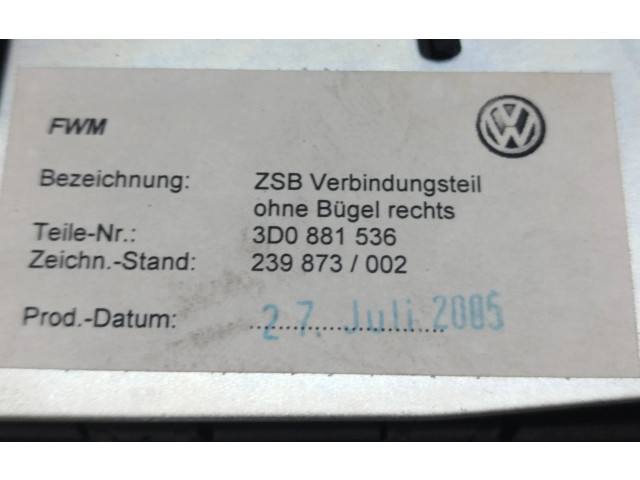 FWM
Bezeichnung: ZSB Verbindungsteil
ohne Bügel rechts
Teile-Nr.: 3D0 881 536
Zeichn.-Stand: 239 873 / 002
Prod.-Datum: 27. Juli 2005